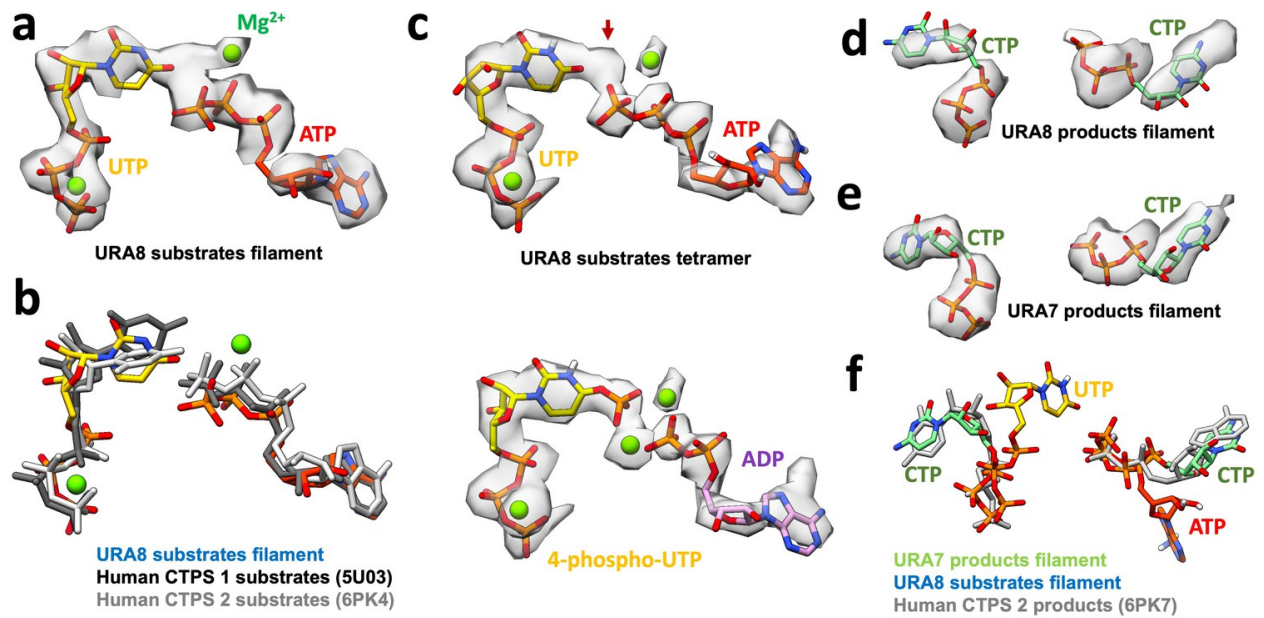 a
Mg²⁺
UTP
ATP
URA8 substrates filament
b
URA8 substrates filament
Human CTPS 1 substrates (5U03)
Human CTPS 2 substrates (6PK4)
c
UTP
ATP
URA8 substrates tetramer
ADP
4-phospho-UTP
d
CTP
CTP
URA8 products filament
e
CTP
CTP
URA7 products filament
f
UTP
CTP
CTP
ATP
URA7 products filament
URA8 substrates filament
Human CTPS 2 products (6PK7)